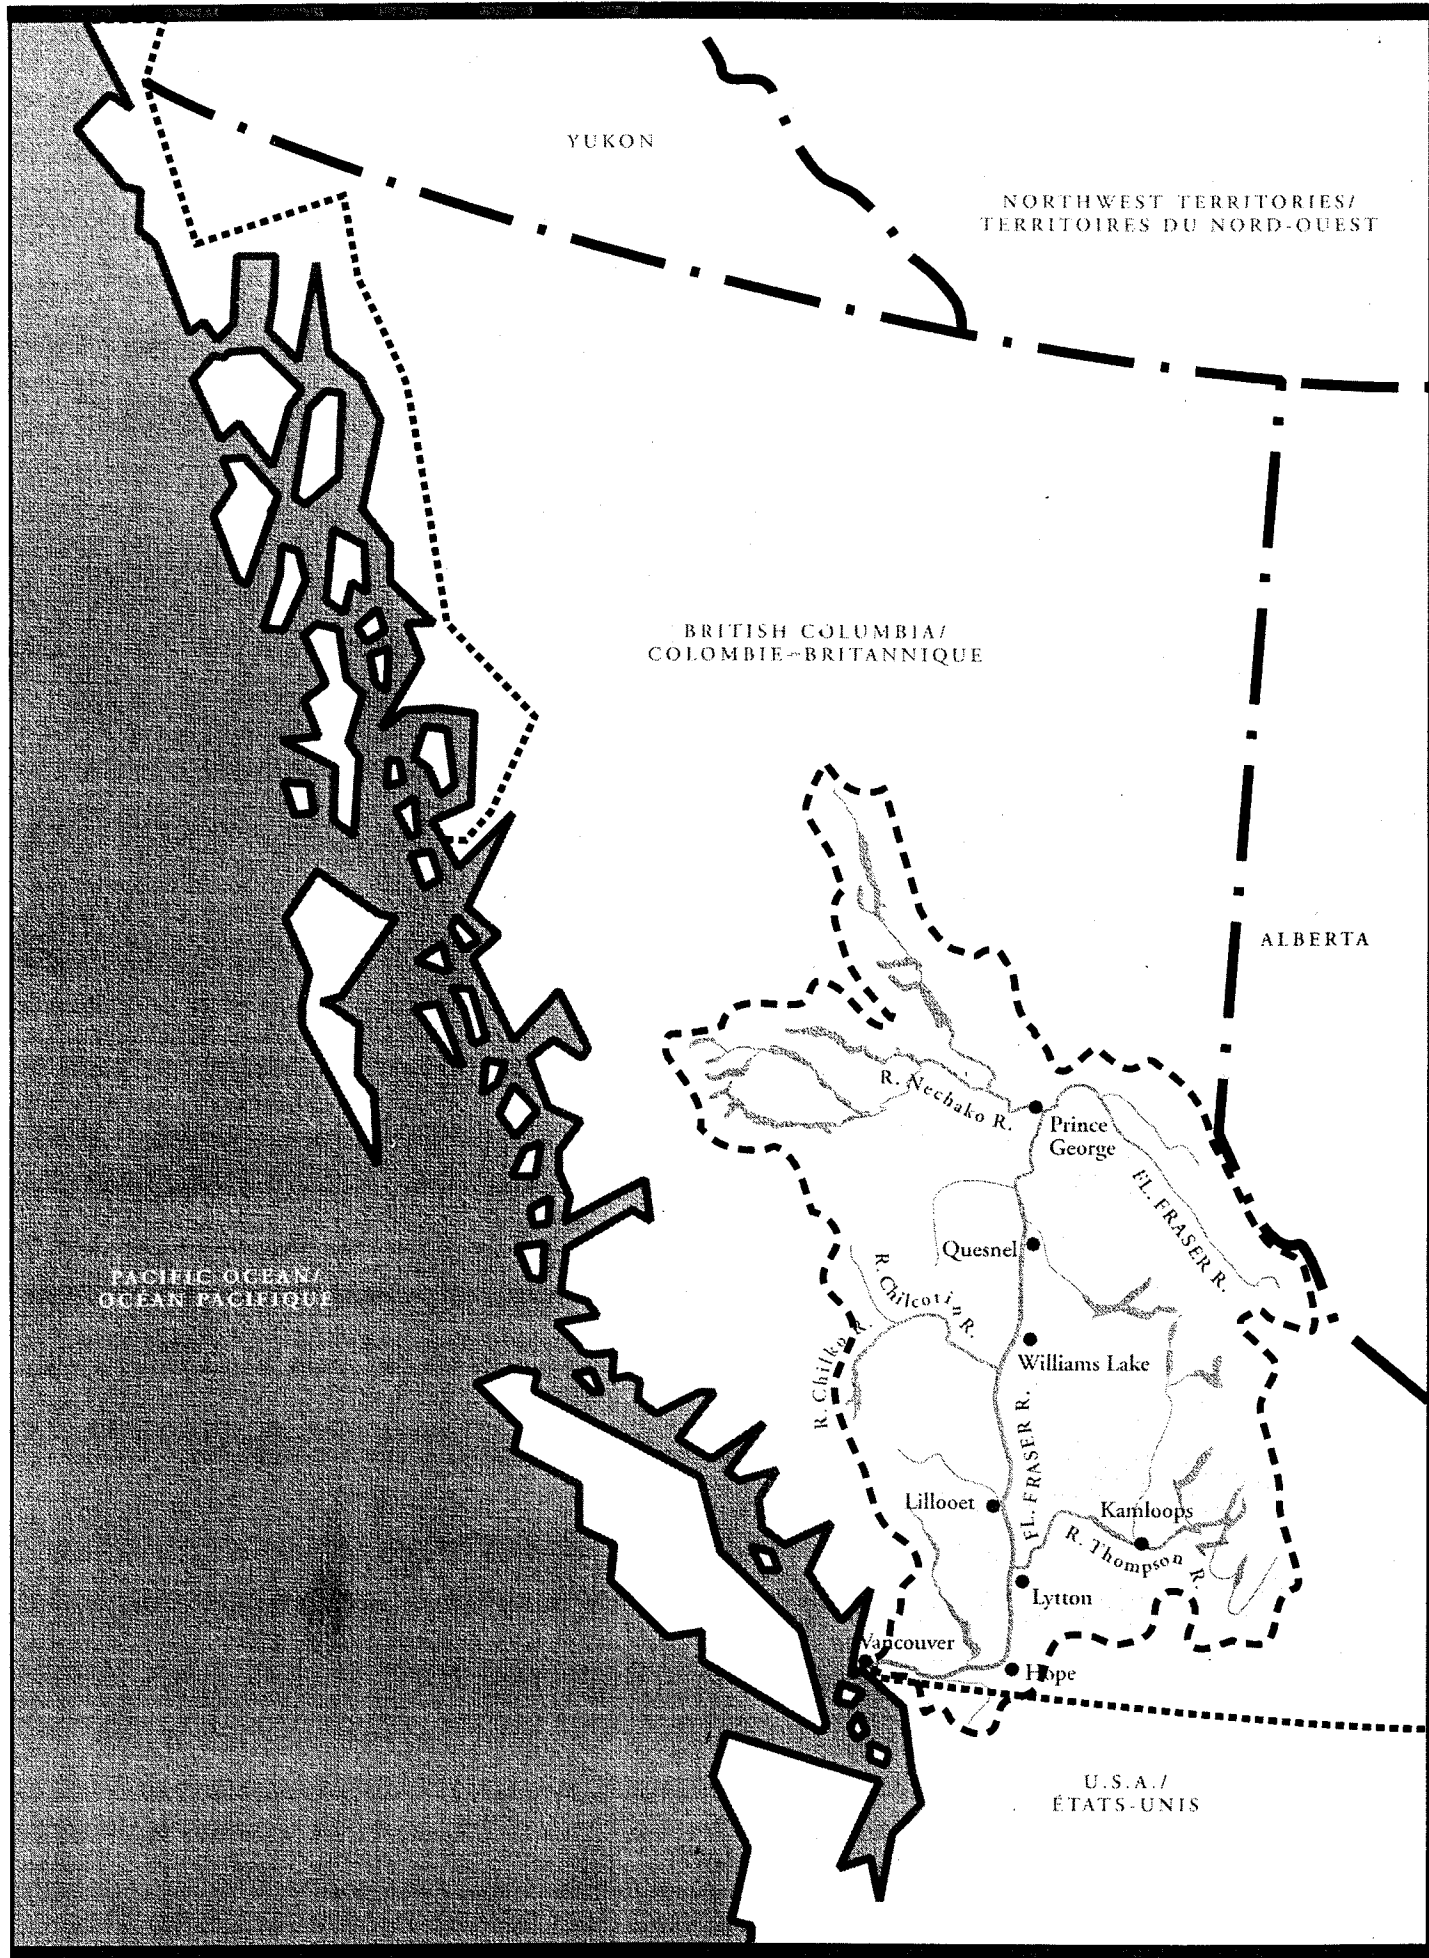 YUKON
NORTHWEST TERRITORIES/
TERRITOIRES DU NORD-OUEST
BRITISH COLUMBIA/
COLOMBIE-BRITANNIQUE
ALBERTA
R. Nechako R.
Prince
George
FL. FRASER R.
Quesnel
R. Chilcotin R.
PACIFIC OCEAN/
OCÉAN PACIFIQUE
R. Chilko R.
Williams Lake
FL. FRASER R.
Lillooet
Kamloops
R. Thompson R.
Lytton
Vancouver
Hope
U.S.A./
ÉTATS-UNIS